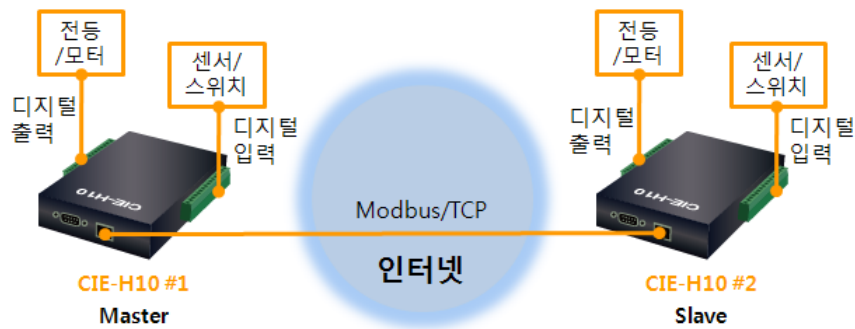 전등
/모터
센서/
스위치
디지털
출력
디지털
입력
CIE-H10
CIE-H10 #1
Master
Modbus/TCP
인터넷
전등
/모터
센서/
스위치
디지털
출력
디지털
입력
CIE-H10
CIE-H10 #2
Slave